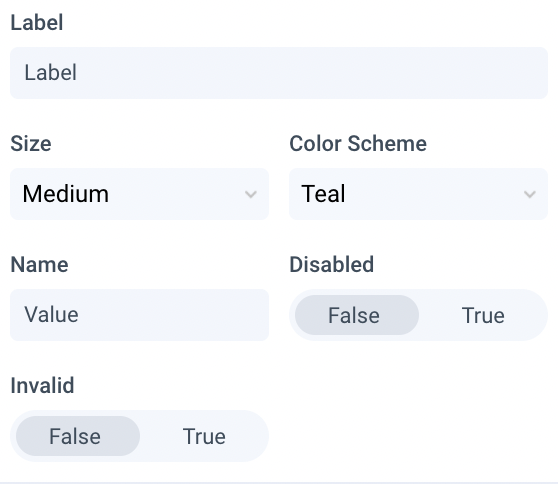 Label
Label
Size
Color Scheme
Medium
Teal
Name
Disabled
Value
False
True
Invalid
False
True